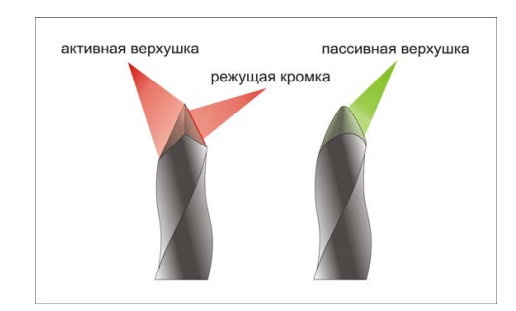 активная верхушка
пассивная верхушка
режущая кромка